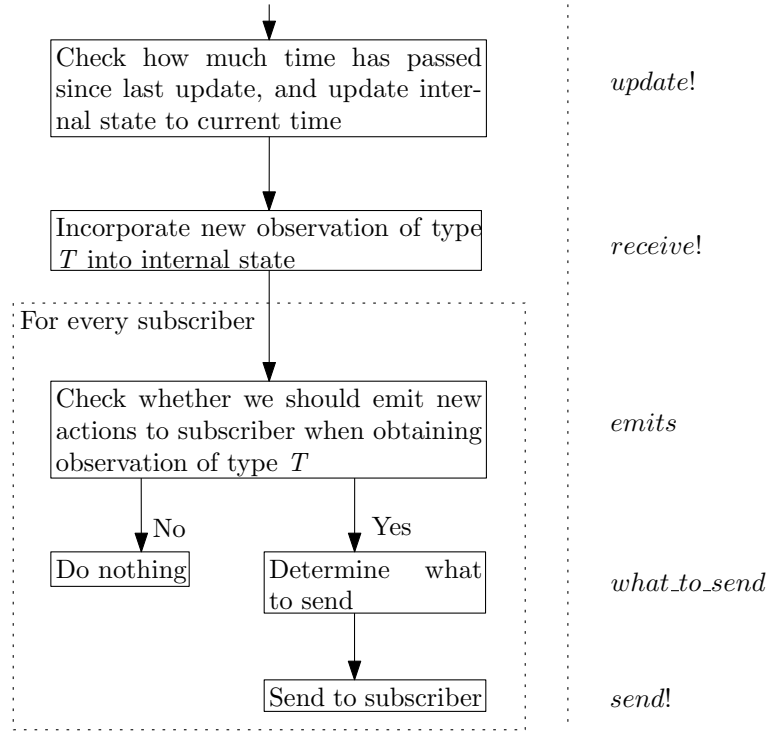 Check how much time has passed
since last update, and update inter-
nal state to current time
update!
Incorporate new observation of type
T into internal state
receive!
For every subscriber
Check whether we should emit new
actions to subscriber when obtaining
observation of type T
emits
No
Yes
Do nothing
Determine what
to send
what_to_send
Send to subscriber
send!